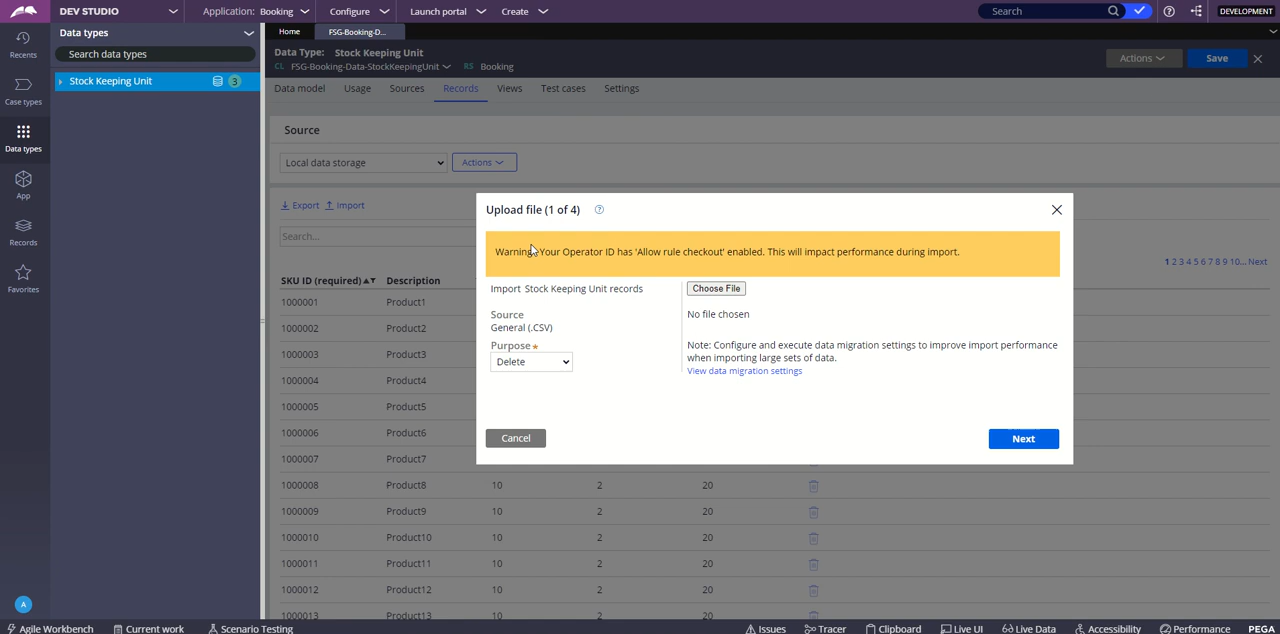 DEV STUDIO
Application: Booking
Configure
Launch portal
Create
Search
DEVELOPMENT
Recents
Case types
Data types
App
Records
Favorites
A
Data types
Search data types
Stock Keeping Unit
3
Home
FSG-Booking-D...
Data Type: Stock Keeping Unit
CL FSG-Booking-Data-StockKeepingUnit RS Booking
Actions
Save
Data model Usage Sources Records Views Test cases Settings
Source
Local data storage
Actions
Export Import
Search...
1 2 3 4 5 6 7 8 9 10... Next
SKU ID (required) Description
1000001 Product1
1000002 Product2
1000003 Product3
1000004 Product4
1000005 Product5
1000006 Product6
1000007 Product7
1000008 Product8 10 2 20
1000009 Product9 10 2 20
1000010 Product10 10 2 20
1000011 Product11 10 2 20
1000012 Product12 10 2 20
1000013 Product13 10 2 20
Upload file (1 of 4)
Your Operator ID has 'Allow rule checkout' enabled. This will impact performance during import.
Import Stock Keeping Unit records
Choose File
No file chosen
Source
General (.CSV)
Purpose
Delete
Note: Configure and execute data migration settings to improve import performance
when importing large sets of data.
View data migration settings
Cancel
Next
Agile Workbench
Current work
Scenario Testing
Issues
Tracer
Clipboard
Live UI
Live Data
Accessibility
Performance
PEGA